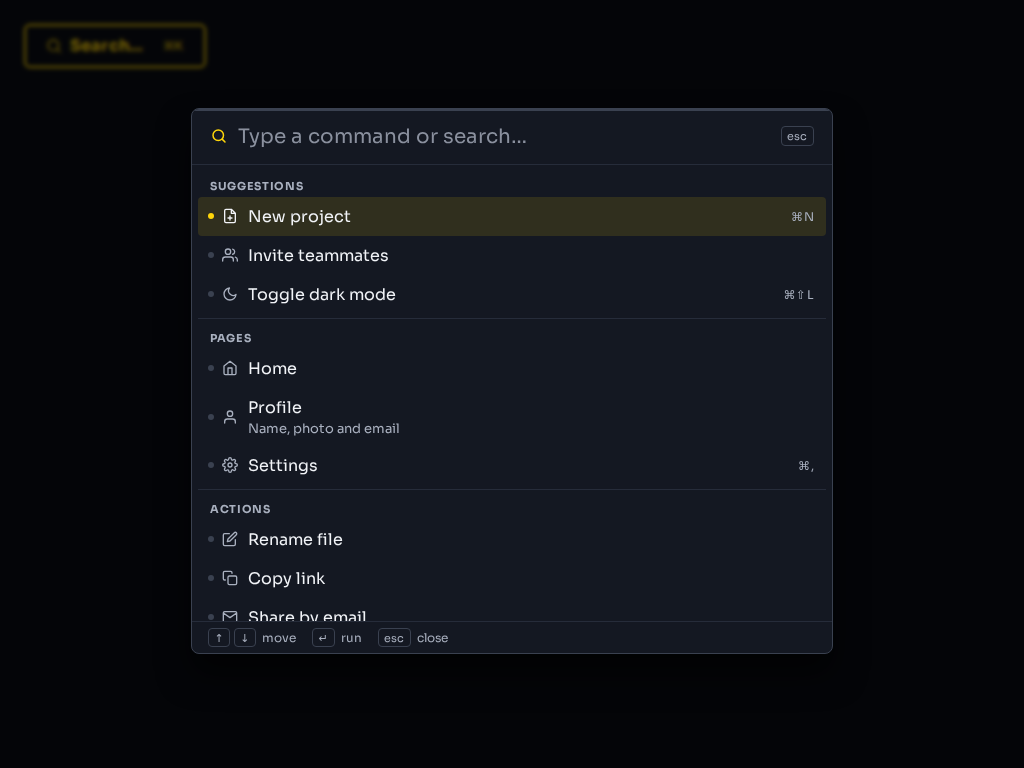 Search... ⌘K
Type a command or search... esc
SUGGESTIONS
New project ⌘N
Invite teammates
Toggle dark mode ⌘⇧L
PAGES
Home
Profile
Name, photo and email
Settings ⌘,
ACTIONS
Rename file
Copy link
Share by email
↑ ↓ move ↵ run esc close